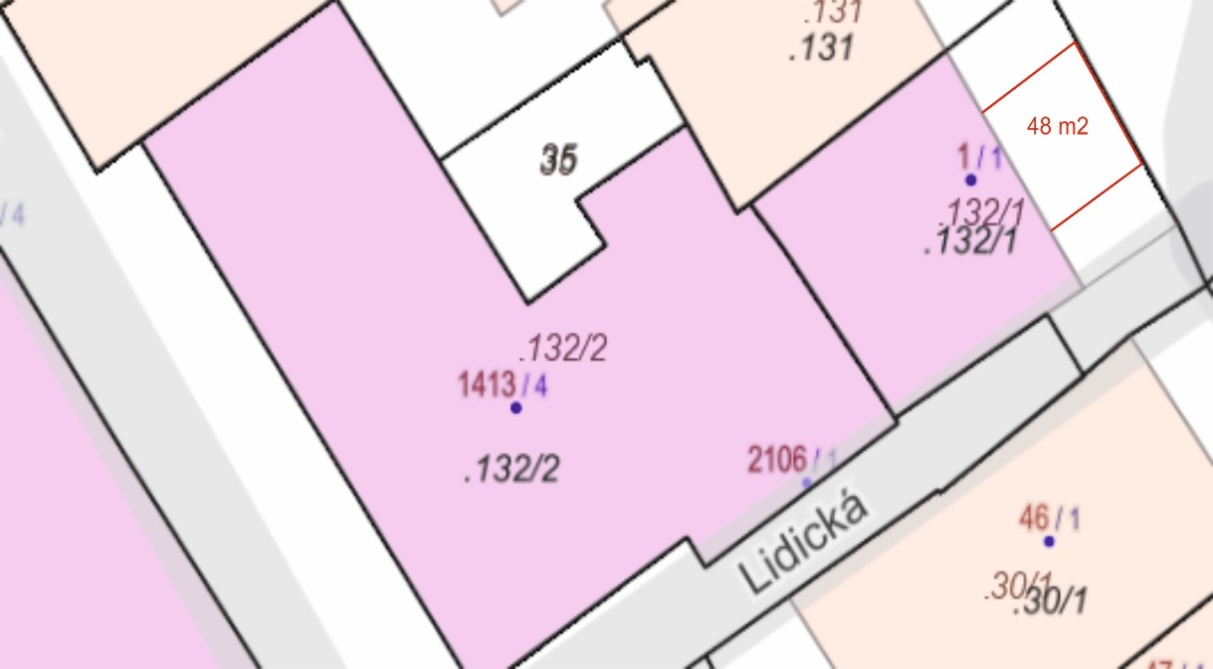 .131
.131
48 m2
35
1 / 1
.132/1
.132/1
/ 4
.132/2
1413 / 4
.132/2
2106 / 1
Lidická
46 / 1
.30/1
.30/1